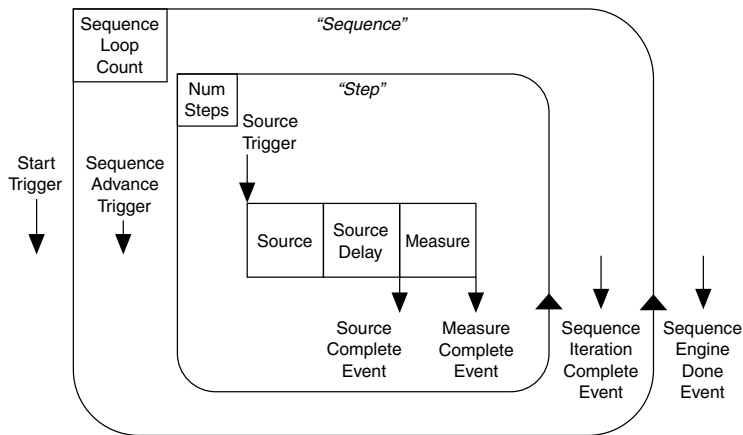 Sequence
Loop
Count
"Sequence"
Num
Steps
"Step"
Source
Trigger
Start
Trigger
Sequence
Advance
Trigger
Source
Source
Delay
Measure
Source
Complete
Event
Measure
Complete
Event
Sequence
Iteration
Complete
Event
Sequence
Engine
Done
Event